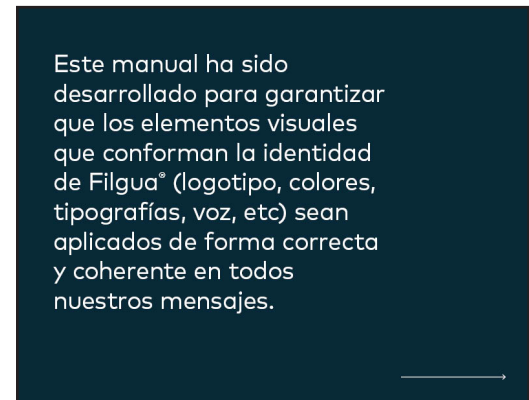 Este manual ha sido
desarrollado para garantizar
que los elementos visuales
que conforman la identidad
de Filgua® (logotipo, colores,
tipografías, voz, etc) sean
aplicados de forma correcta
y coherente en todos
nuestros mensajes.